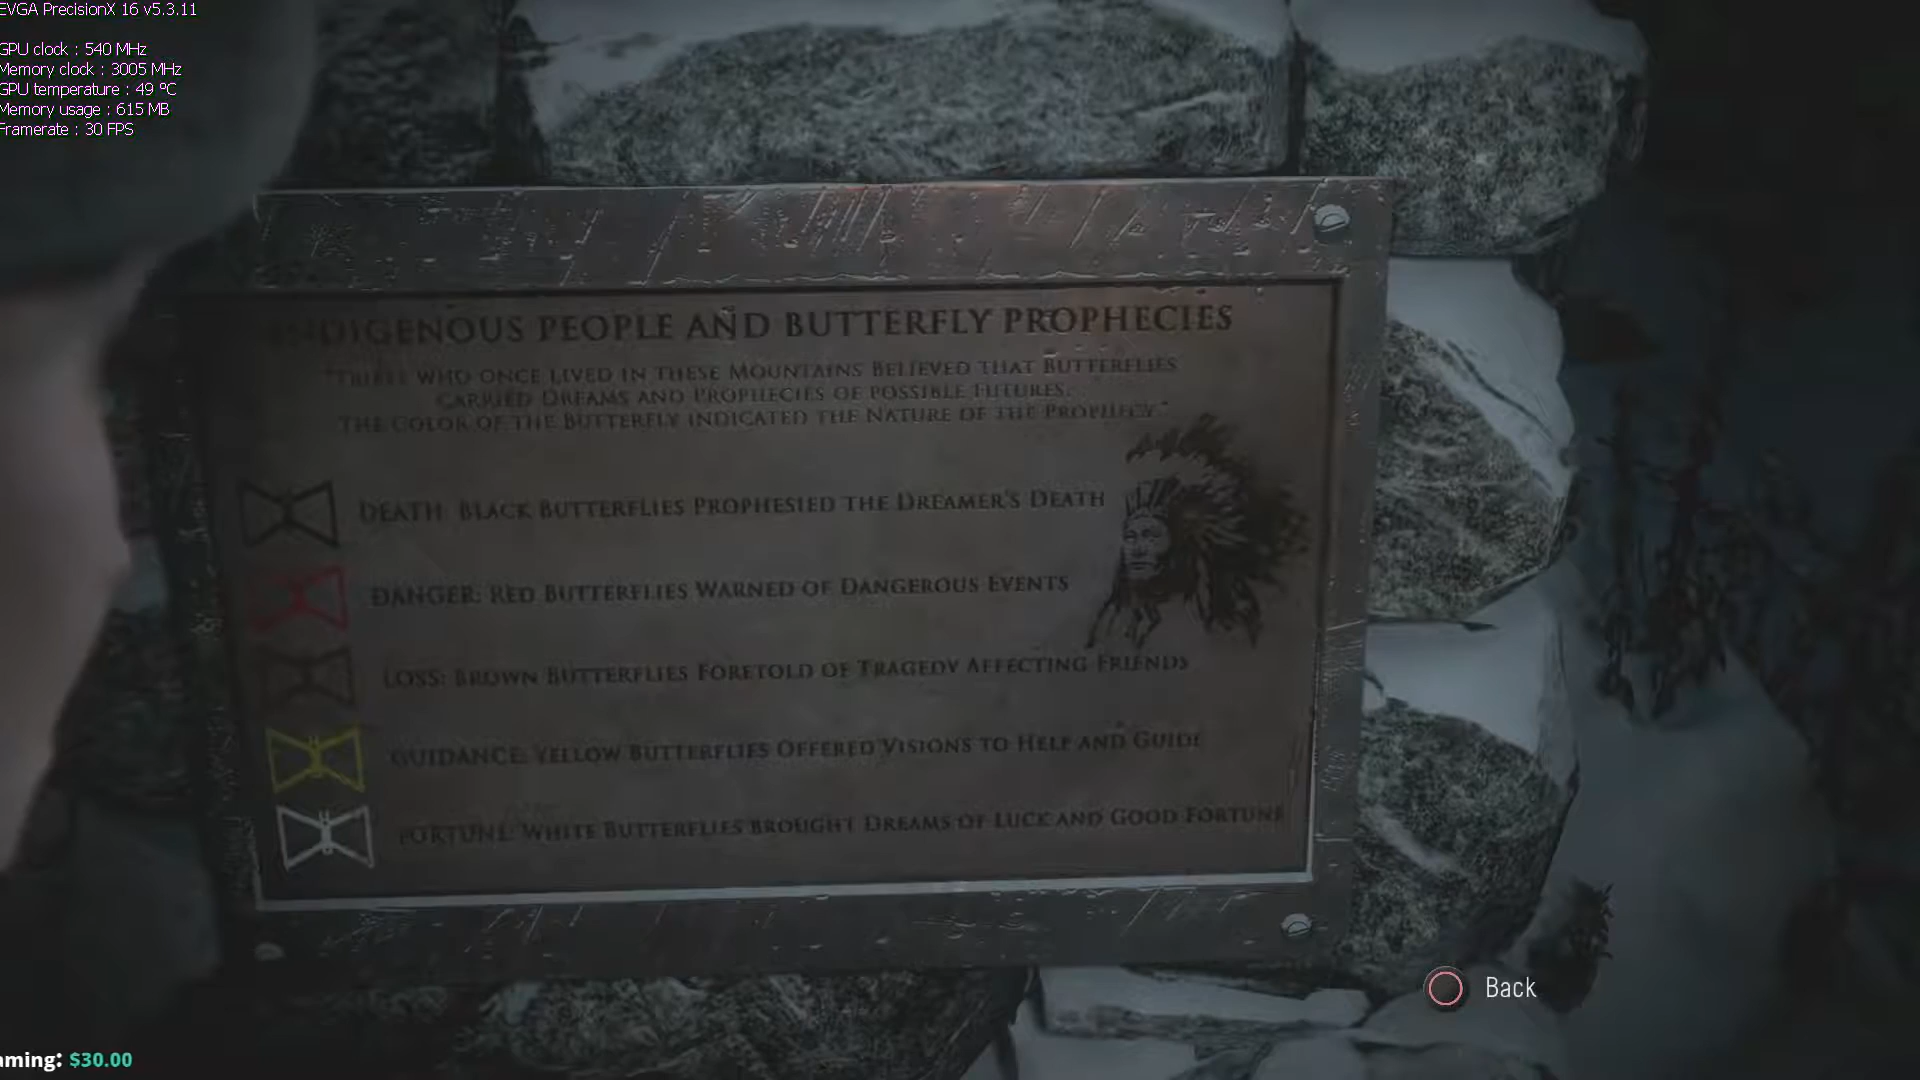 EVGA PrecisionX 16 v5.3.11
GPU clock : 540 MHz
Memory clock : 3005 MHz
GPU temperature : 49 ºC
Memory usage : 615 MB
Framerate : 30 FPS
INDIGENOUS PEOPLE AND BUTTERFLY PROPHECIES
"TRIBES WHO ONCE LIVED IN THESE MOUNTAINS BELIEVED THAT BUTTERFLIES
CARRIED DREAMS AND PROPHECIES OF POSSIBLE FUTURES.
THE COLOR OF THE BUTTERFLY INDICATED THE NATURE OF THE PROPHECY."
DEATH: BLACK BUTTERFLIES PROPHESIED THE DREAMER'S DEATH
DANGER: RED BUTTERFLIES WARNED OF DANGEROUS EVENTS
LOSS: BROWN BUTTERFLIES FORETOLD OF TRAGEDY AFFECTING FRIENDS
GUIDANCE: YELLOW BUTTERFLIES OFFERED VISIONS TO HELP AND GUIDE
FORTUNE: WHITE BUTTERFLIES BROUGHT DREAMS OF LUCK AND GOOD FORTUNE
Back
aming: $30.00